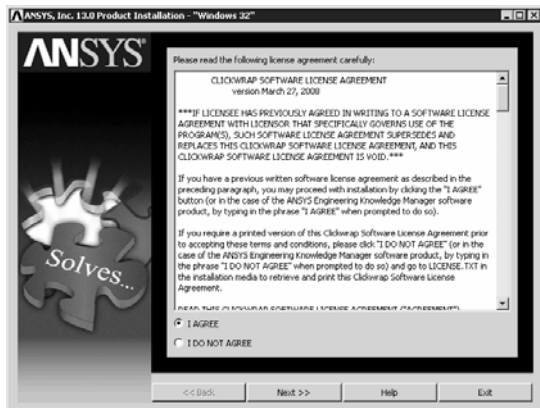 ANSYS, Inc. 13.0 Product Installation - "Windows 32"
ANSYS
Please read the following license agreement carefully:
CLICKWRAP SOFTWARE LICENSE AGREEMENT
version March 27, 2008
***IF LICENSEE HAS PREVIOUSLY AGREED IN WRITING TO A SOFTWARE LICENSE
AGREEMENT WITH LICENSOR THAT SPECIFICALLY GOVERNS USE OF THE
PROGRAM(S), SUCH SOFTWARE LICENSE AGREEMENT SUPERSEDES AND
REPLACES THIS CLICKWRAP SOFTWARE LICENSE AGREEMENT, AND THIS
CLICKWRAP SOFTWARE LICENSE AGREEMENT IS VOID.***
If you have a previous written software license agreement as described in the
preceding paragraph, you may proceed with installation by clicking the "I AGREE"
button (or in the case of the ANSYS Engineering Knowledge Manager software
product, by typing in the phrase "I AGREE" when prompted to do so).
If you require a printed version of this Clickwrap Software License Agreement prior
to accepting these terms and conditions, please click "I DO NOT AGREE" (or in the
case of the ANSYS Engineering Knowledge Manager software product, by typing in
the phrase "I DO NOT AGREE" when prompted to do so) and go to LICENSE.TXT in
the installation media to retrieve and print this Clickwrap Software License
Agreement.
READ THIS CLICKWRAP SOFTWARE LICENSE AGREEMENT ("AGREEMENT")
Solves...
I AGREE
I DO NOT AGREE
<< Back
Next >>
Help
Exit